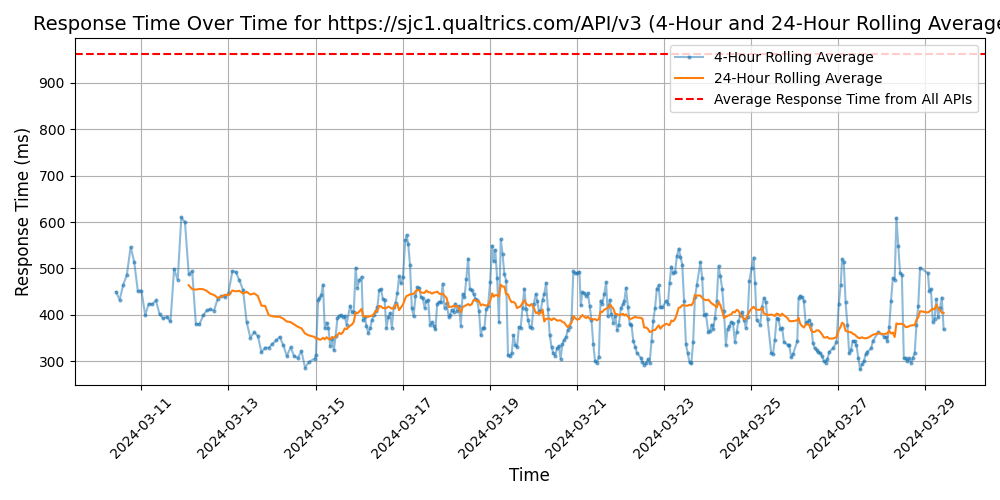 Response Time Over Time for https://sjc1.qualtrics.com/API/v3 (4-Hour and 24-Hour Rolling Average
4-Hour Rolling Average
24-Hour Rolling Average
Average Response Time from All APIs
Response Time (ms)
900
800
700
600
500
400
300
2024-03-11
2024-03-13
2024-03-15
2024-03-17
2024-03-19
2024-03-21
2024-03-23
2024-03-25
2024-03-27
2024-03-29
Time